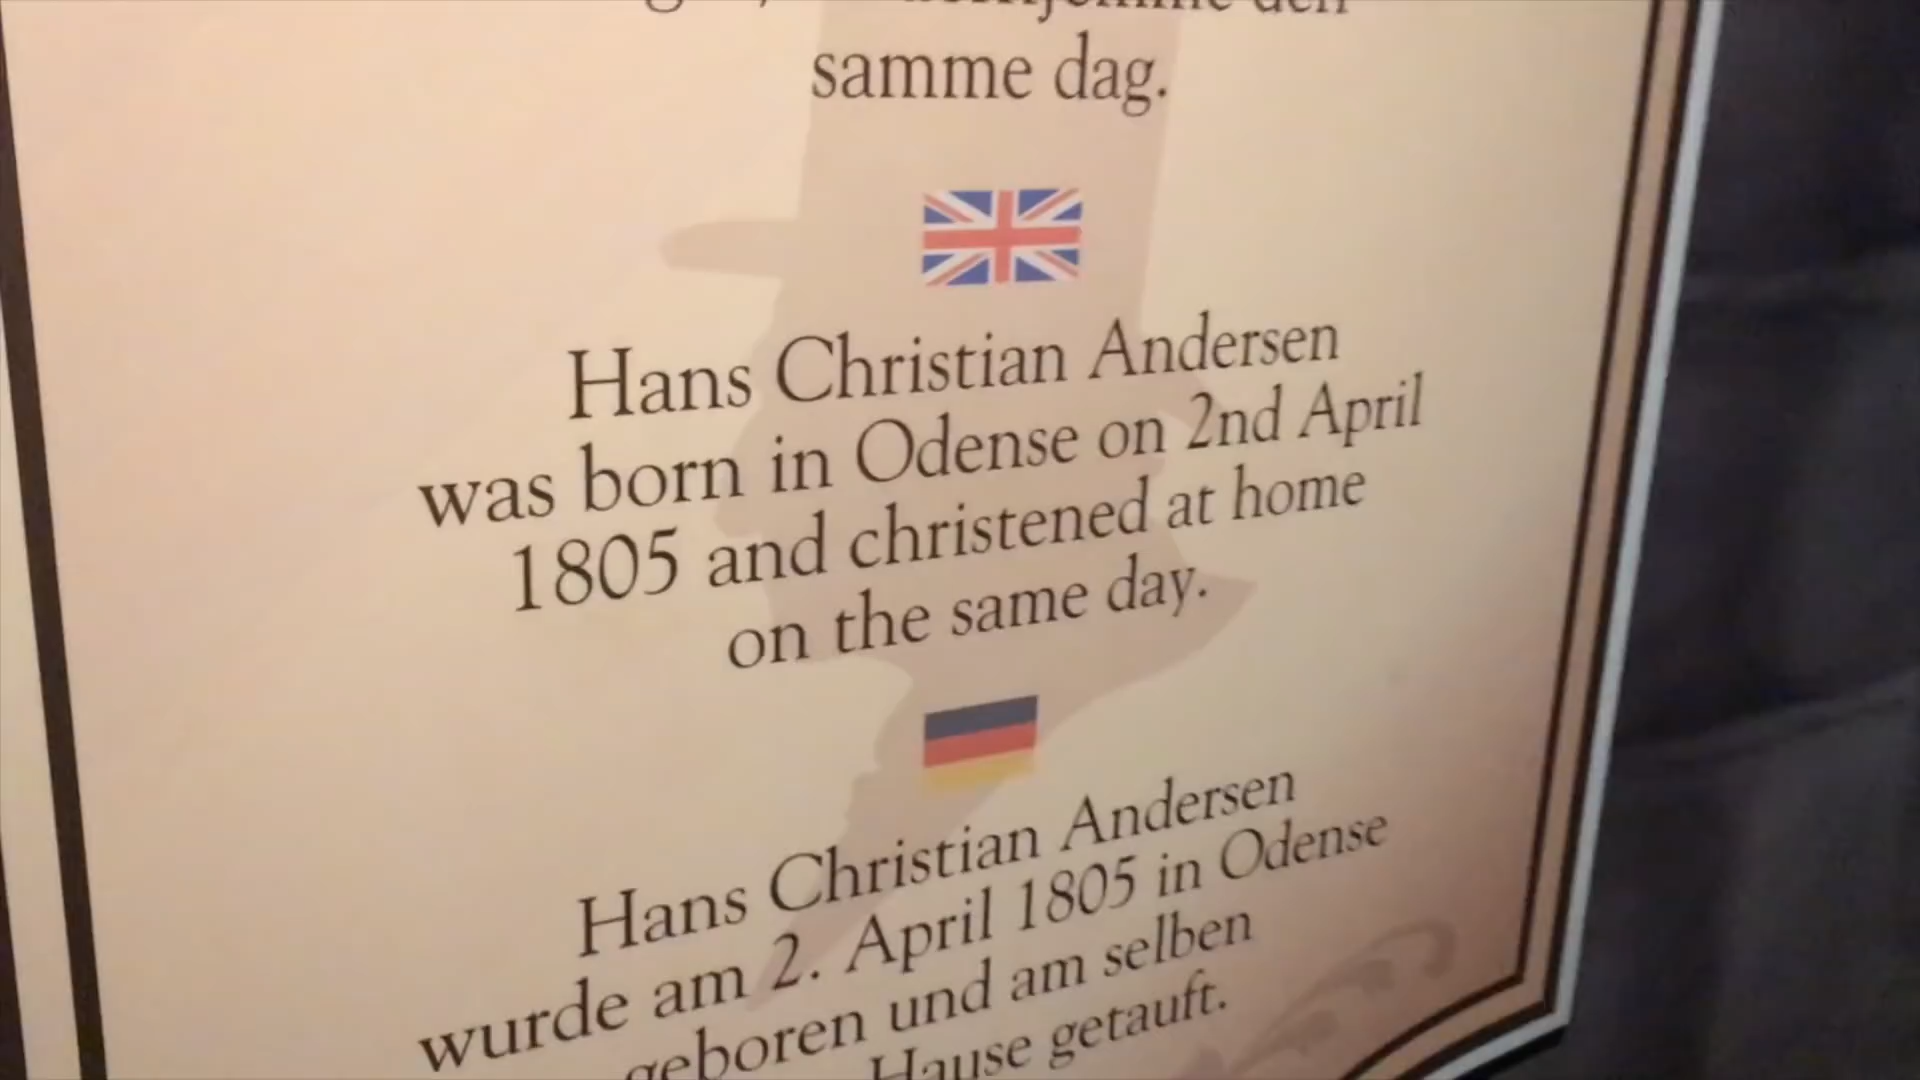 den
samme dag.
Hans Christian Andersen
was born in Odense on 2nd April
1805 and christened at home
on the same day.
Hans Christian Andersen
wurde am 2. April 1805 in Odense
geboren und am selben
Hause getauft.